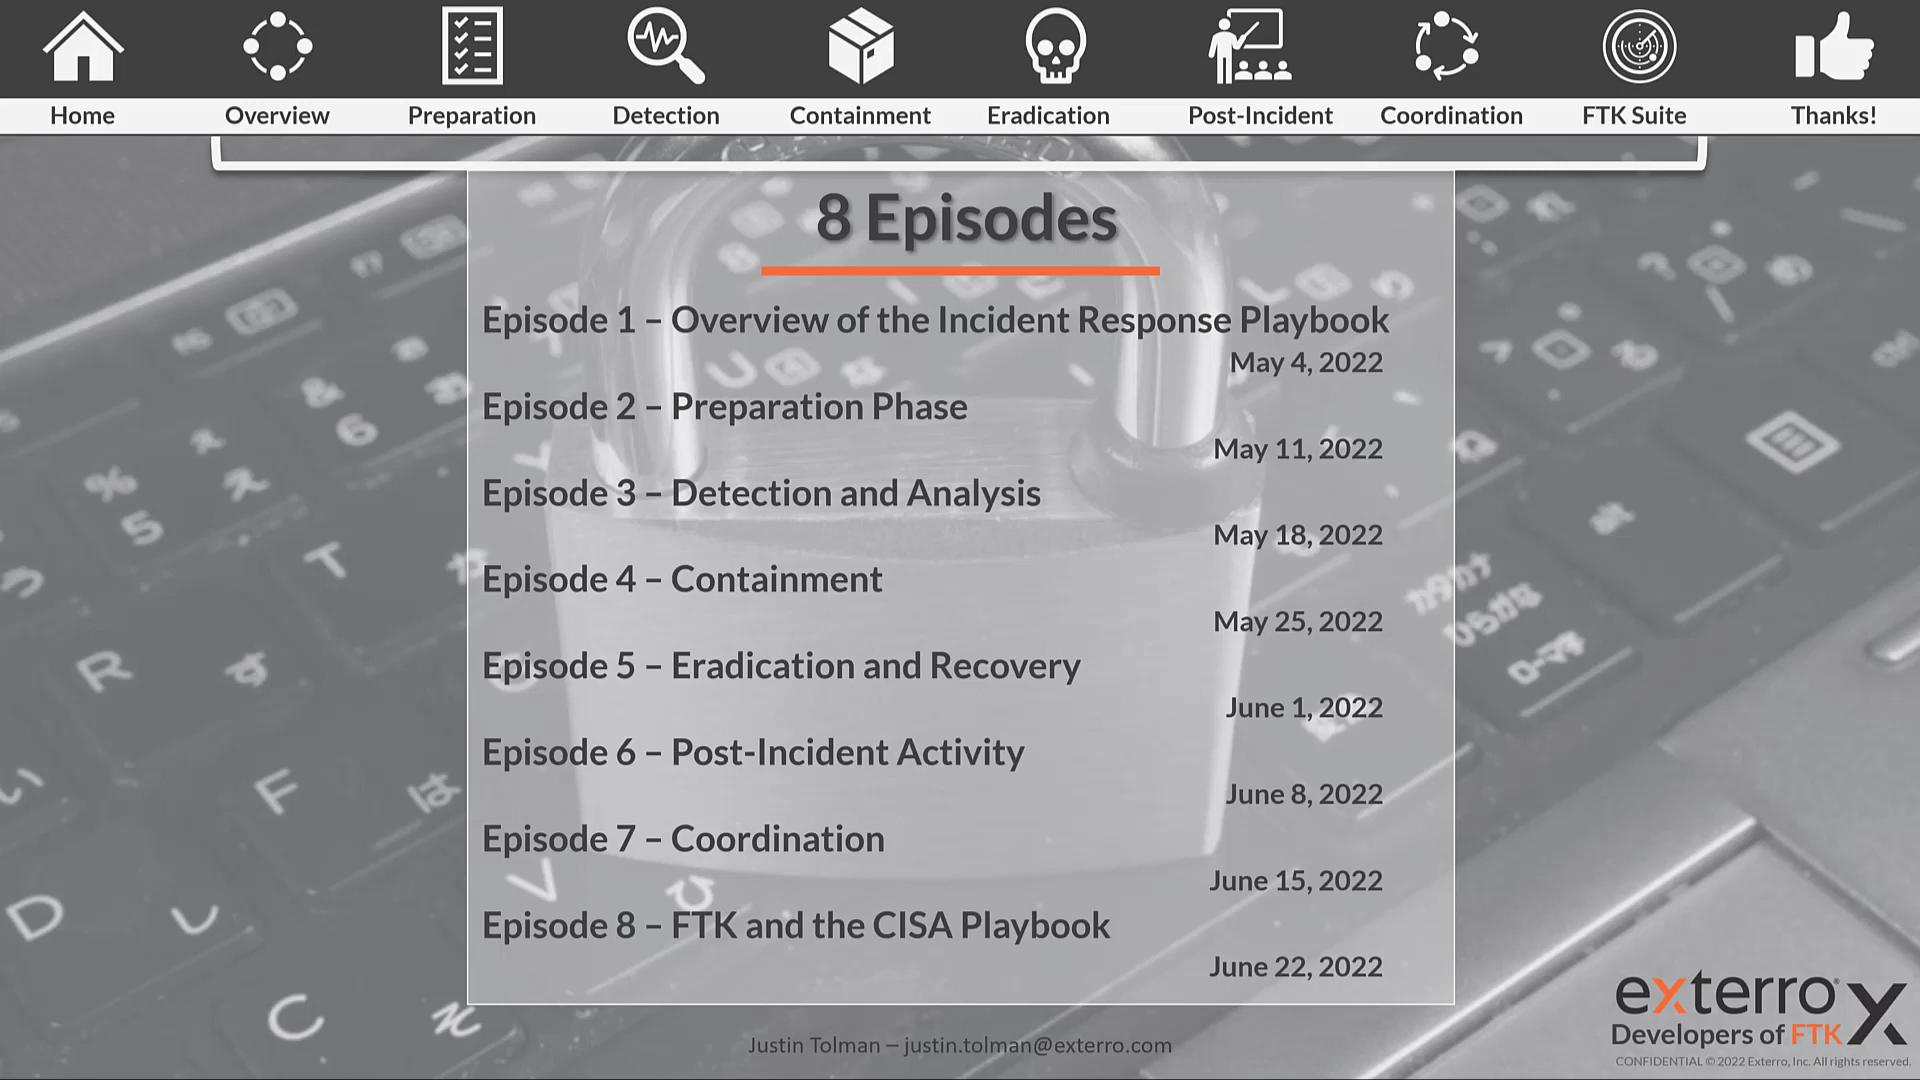 Home
Overview
Preparation
Detection
Containment
Eradication
Post-Incident
Coordination
FTK Suite
Thanks!
8 Episodes
Episode 1 – Overview of the Incident Response Playbook
May 4, 2022
Episode 2 – Preparation Phase
May 11, 2022
Episode 3 – Detection and Analysis
May 18, 2022
Episode 4 – Containment
May 25, 2022
Episode 5 – Eradication and Recovery
June 1, 2022
Episode 6 – Post-Incident Activity
June 8, 2022
Episode 7 – Coordination
June 15, 2022
Episode 8 – FTK and the CISA Playbook
June 22, 2022
Justin Tolman – justin.tolman@exterro.com
exterro®
Developers of FTK
CONFIDENTIAL © 2022 Exterro, Inc. All rights reserved.
%
5
&
6
T
R
す
F
は
D
し
C
V